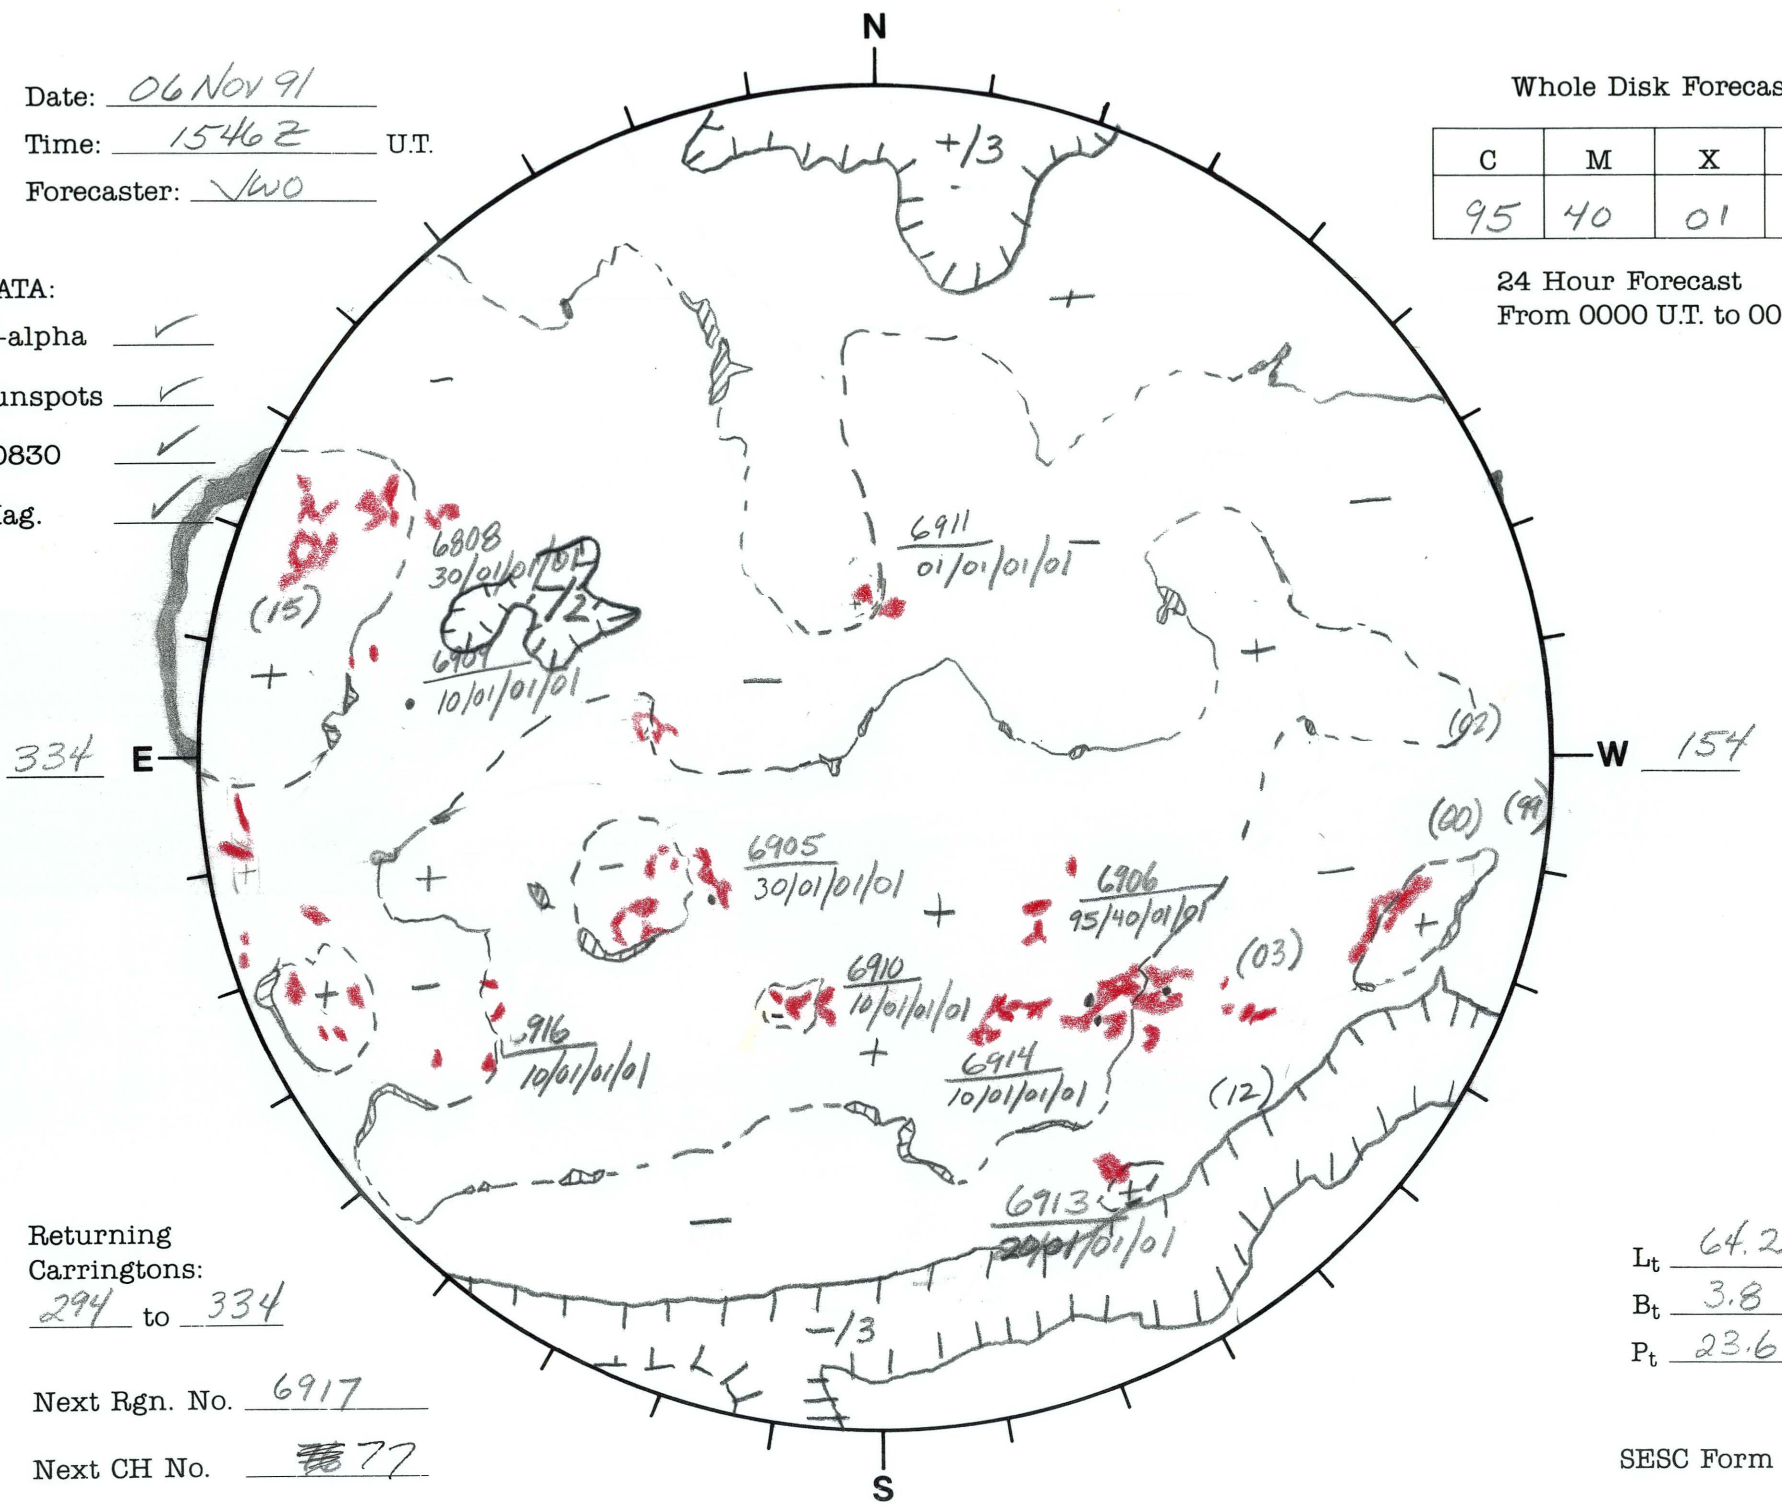 N
Date: 06 Nov 91
Time: 1546 Z U.T.
Forecaster: VWO
Whole Disk Forecas
C M X
95 40 01
24 Hour Forecast
From 0000 U.T. to 00
ATA:
-alpha ✓
unspots ✓
0830 ✓
ag. ✓
+/3
+
-
-
6808
30/01/01/01
6911
01/01/01/01
-
(15)
-/2
+
6909
10/01/01/01
-
+
(02)
334 E
W 154
(00) (99)
+
+
-
6905
30/01/01/01
+
6906
95/40/01/01
-
+
(03)
+
-
6910
10/01/01/01
-
916
10/01/01/01
+
6914
10/01/01/01
(12)
6913
20/01/01/01
+
-
Returning
Carringtons:
294 to 334
-/3
Lt 64.2
Bt 3.8
Pt 23.6
Next Rgn. No. 6917
Next CH No. 77
S
SESC Form